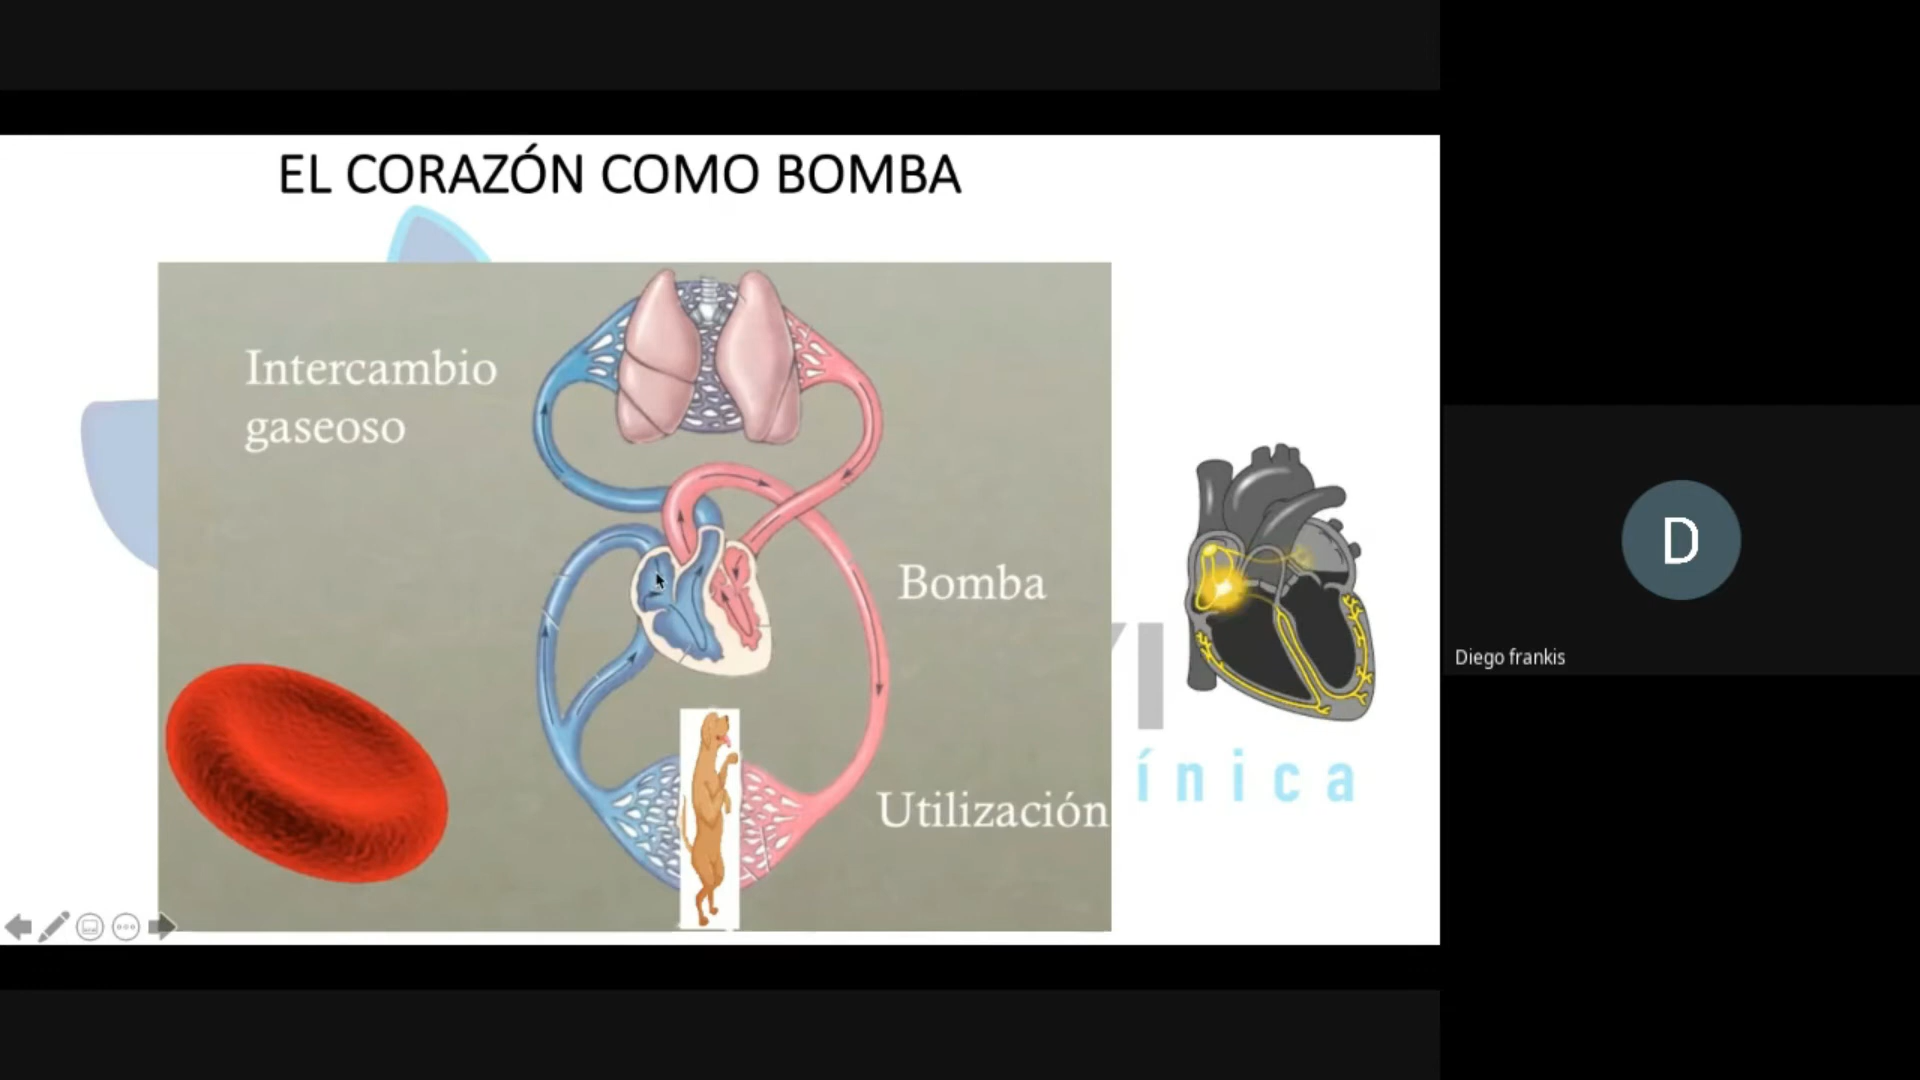 EL CORAZÓN COMO BOMBA
Intercambio
gaseoso
Bomba
Utilización
ínica
D
Diego frankis